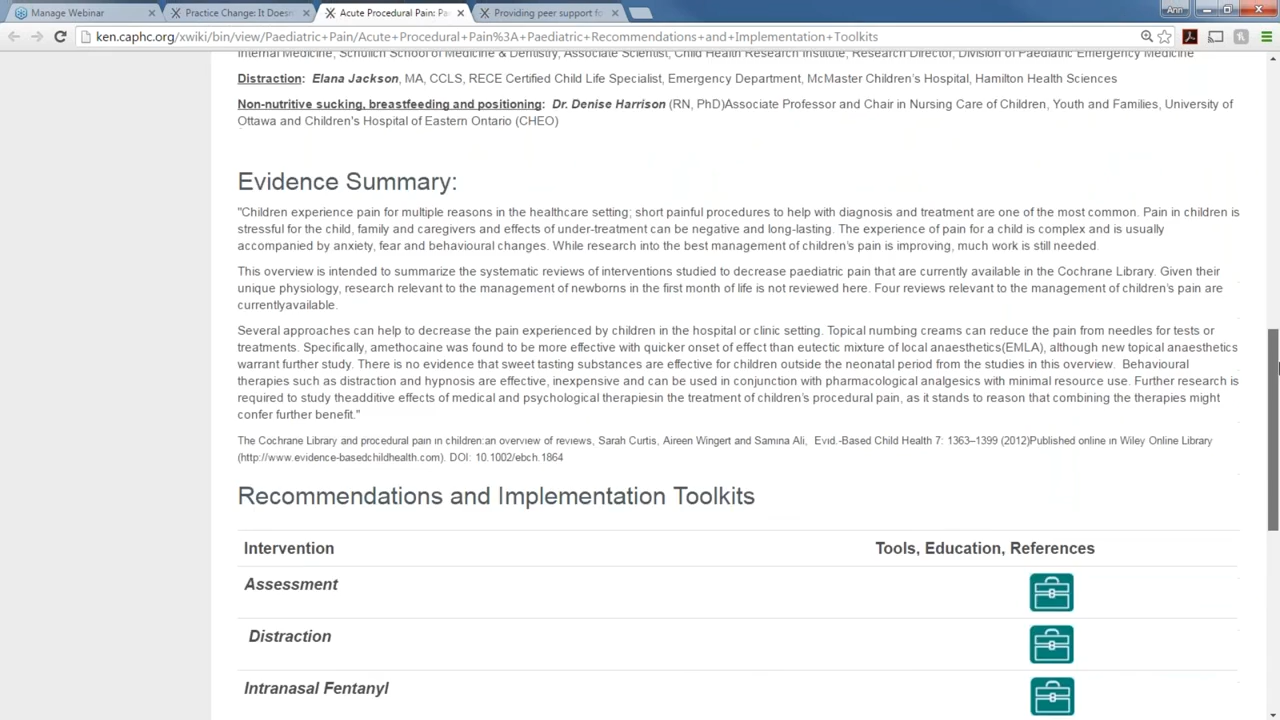 Manage Webinar
Practice Change: It Doesn
Acute Procedural Pain: Pa
Providing peer support fo
Ann
ken.caphc.org/xwiki/bin/view/Paediatric+Pain/Acute+Procedural+Pain%3A+Paediatric+Recommendations+and+Implementation+Toolkits
Internal Medicine, Schulich School of Medicine & Dentistry, Associate Scientist, Child Health Research Institute, Research Director, Division of Paediatric Emergency Medicine
Distraction: Elana Jackson, MA, CCLS, RECE Certified Child Life Specialist, Emergency Department, McMaster Children's Hospital, Hamilton Health Sciences
Non-nutritive sucking, breastfeeding and positioning: Dr. Denise Harrison (RN, PhD)Associate Professor and Chair in Nursing Care of Children, Youth and Families, University of
Ottawa and Children's Hospital of Eastern Ontario (CHEO)
Evidence Summary:
"Children experience pain for multiple reasons in the healthcare setting; short painful procedures to help with diagnosis and treatment are one of the most common. Pain in children is
stressful for the child, family and caregivers and effects of under-treatment can be negative and long-lasting. The experience of pain for a child is complex and is usually
accompanied by anxiety, fear and behavioural changes. While research into the best management of children's pain is improving, much work is still needed.
This overview is intended to summarize the systematic reviews of interventions studied to decrease paediatric pain that are currently available in the Cochrane Library. Given their
unique physiology, research relevant to the management of newborns in the first month of life is not reviewed here. Four reviews relevant to the management of children's pain are
currentlyavailable.
Several approaches can help to decrease the pain experienced by children in the hospital or clinic setting. Topical numbing creams can reduce the pain from needles for tests or
treatments. Specifically, amethocaine was found to be more effective with quicker onset of effect than eutectic mixture of local anaesthetics(EMLA), although new topical anaesthetics
warrant further study. There is no evidence that sweet tasting substances are effective for children outside the neonatal period from the studies in this overview. Behavioural
therapies such as distraction and hypnosis are effective, inexpensive and can be used in conjunction with pharmacological analgesics with minimal resource use. Further research is
required to study theadditive effects of medical and psychological therapiesin the treatment of children's procedural pain, as it stands to reason that combining the therapies might
confer further benefit."
The Cochrane Library and procedural pain in children:an overview of reviews, Sarah Curtis, Aireen Wingert and Samina Ali, Evid.-Based Child Health 7: 1363–1399 (2012)Published online in Wiley Online Library
(http://www.evidence-basedchildhealth.com). DOI: 10.1002/ebch.1864
Recommendations and Implementation Toolkits
Intervention
Tools, Education, References
Assessment
Distraction
Intranasal Fentanyl